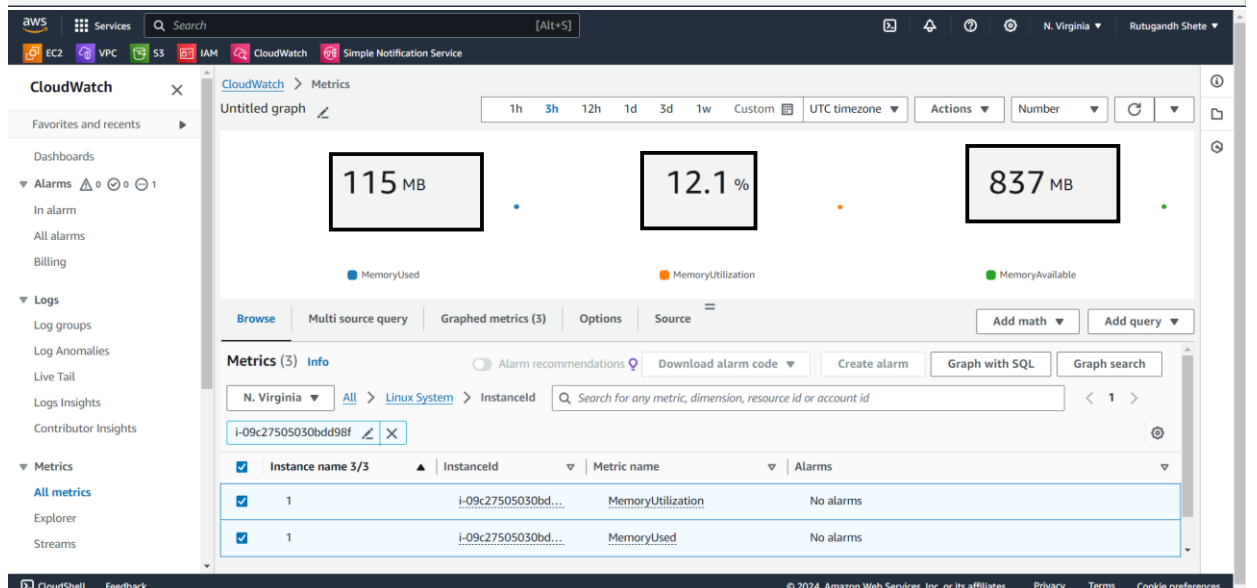 aws
Services
Search
[Alt+S]
N. Virginia
Rutugandh Shete
EC2
VPC
S3
IAM
CloudWatch
Simple Notification Service
CloudWatch
Favorites and recents
Dashboards
Alarms 0 0 1
In alarm
All alarms
Billing
Logs
Log groups
Log Anomalies
Live Tail
Logs Insights
Contributor Insights
Metrics
All metrics
Explorer
Streams
CloudWatch > Metrics
Untitled graph
1h 3h 12h 1d 3d 1w Custom UTC timezone
Actions
Number
115 MB
12.1 %
837 MB
MemoryUsed
MemoryUtilization
MemoryAvailable
Browse
Multi source query
Graphed metrics (3)
Options
Source
Add math
Add query
Metrics (3) Info
Alarm recommendations
Download alarm code
Create alarm
Graph with SQL
Graph search
N. Virginia
All > Linux System > InstanceId
Search for any metric, dimension, resource id or account id
< 1 >
i-09c27505030bdd98f
Instance name 3/3 InstanceId Metric name Alarms
1 i-09c27505030bd... MemoryUtilization No alarms
1 i-09c27505030bd... MemoryUsed No alarms
CloudShell Feedback
© 2024, Amazon Web Services, Inc. or its affiliates. Privacy Terms Cookie preferences